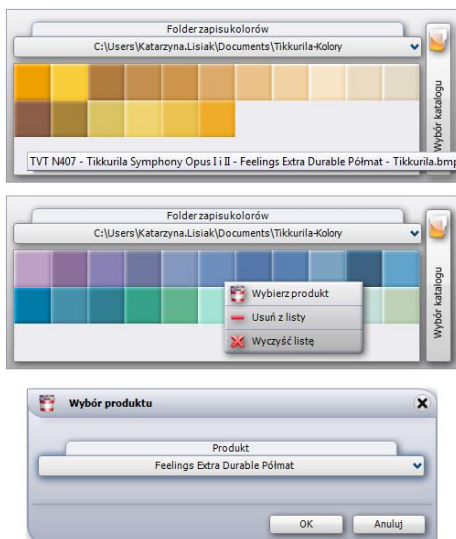 Folder zapisu kolorów
C:\Users\Katarzyna.Lisiak\Documents\Tikkurila-Kolory
Wybór katalogu
TVT N407 - Tikkurila Symphony Opus I i II - Feelings Extra Durable Półmat - Tikkurila.bmp
Folder zapisu kolorów
C:\Users\Katarzyna.Lisiak\Documents\Tikkurila-Kolory
Wybór katalogu
Wybierz produkt
Usuń z listy
Wyczyść listę
Wybór produktu
Produkt
Feelings Extra Durable Półmat
OK Anuluj